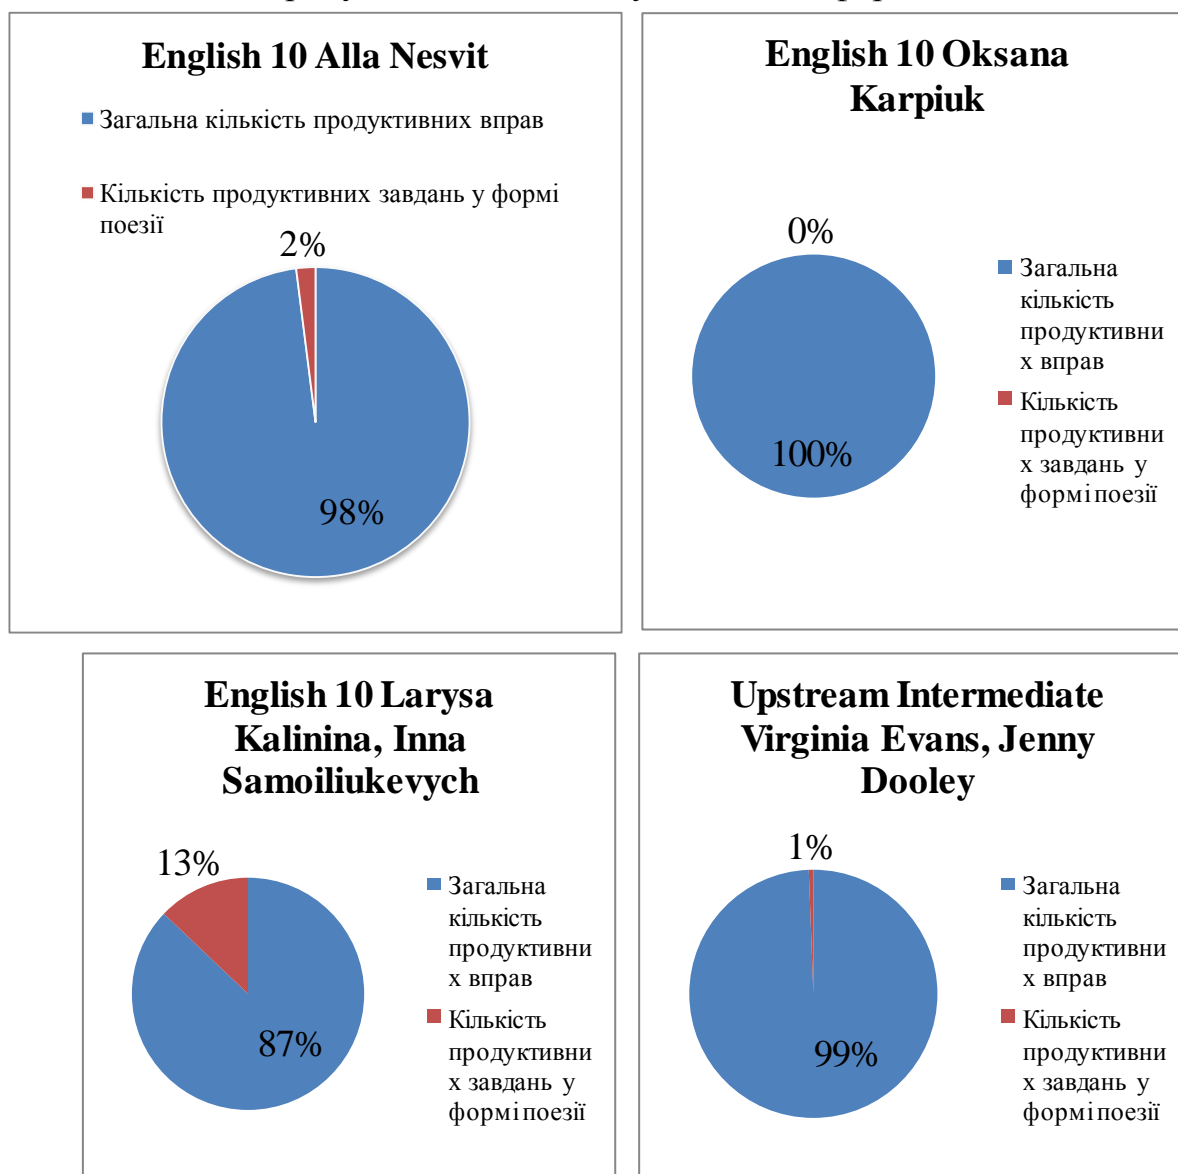 English 10 Alla Nesvit
Загальна кількість продуктивних вправ
Кількість продуктивних завдань у формі
поезії
2%
98%
English 10 Oksana
Karpiuk
0%
100%
Загальна
кількість
продуктивни
х вправ
Кількість
продуктивни
х завдань у
формі поезії
English 10 Larysa
Kalinina, Inna
Samoiliukevych
13%
87%
Загальна
кількість
продуктивни
х вправ
Кількість
продуктивни
х завдань у
формі поезії
Upstream Intermediate
Virginia Evans, Jenny
Dooley
1%
99%
Загальна
кількість
продуктивни
х вправ
Кількість
продуктивни
х завдань у
формі поезії